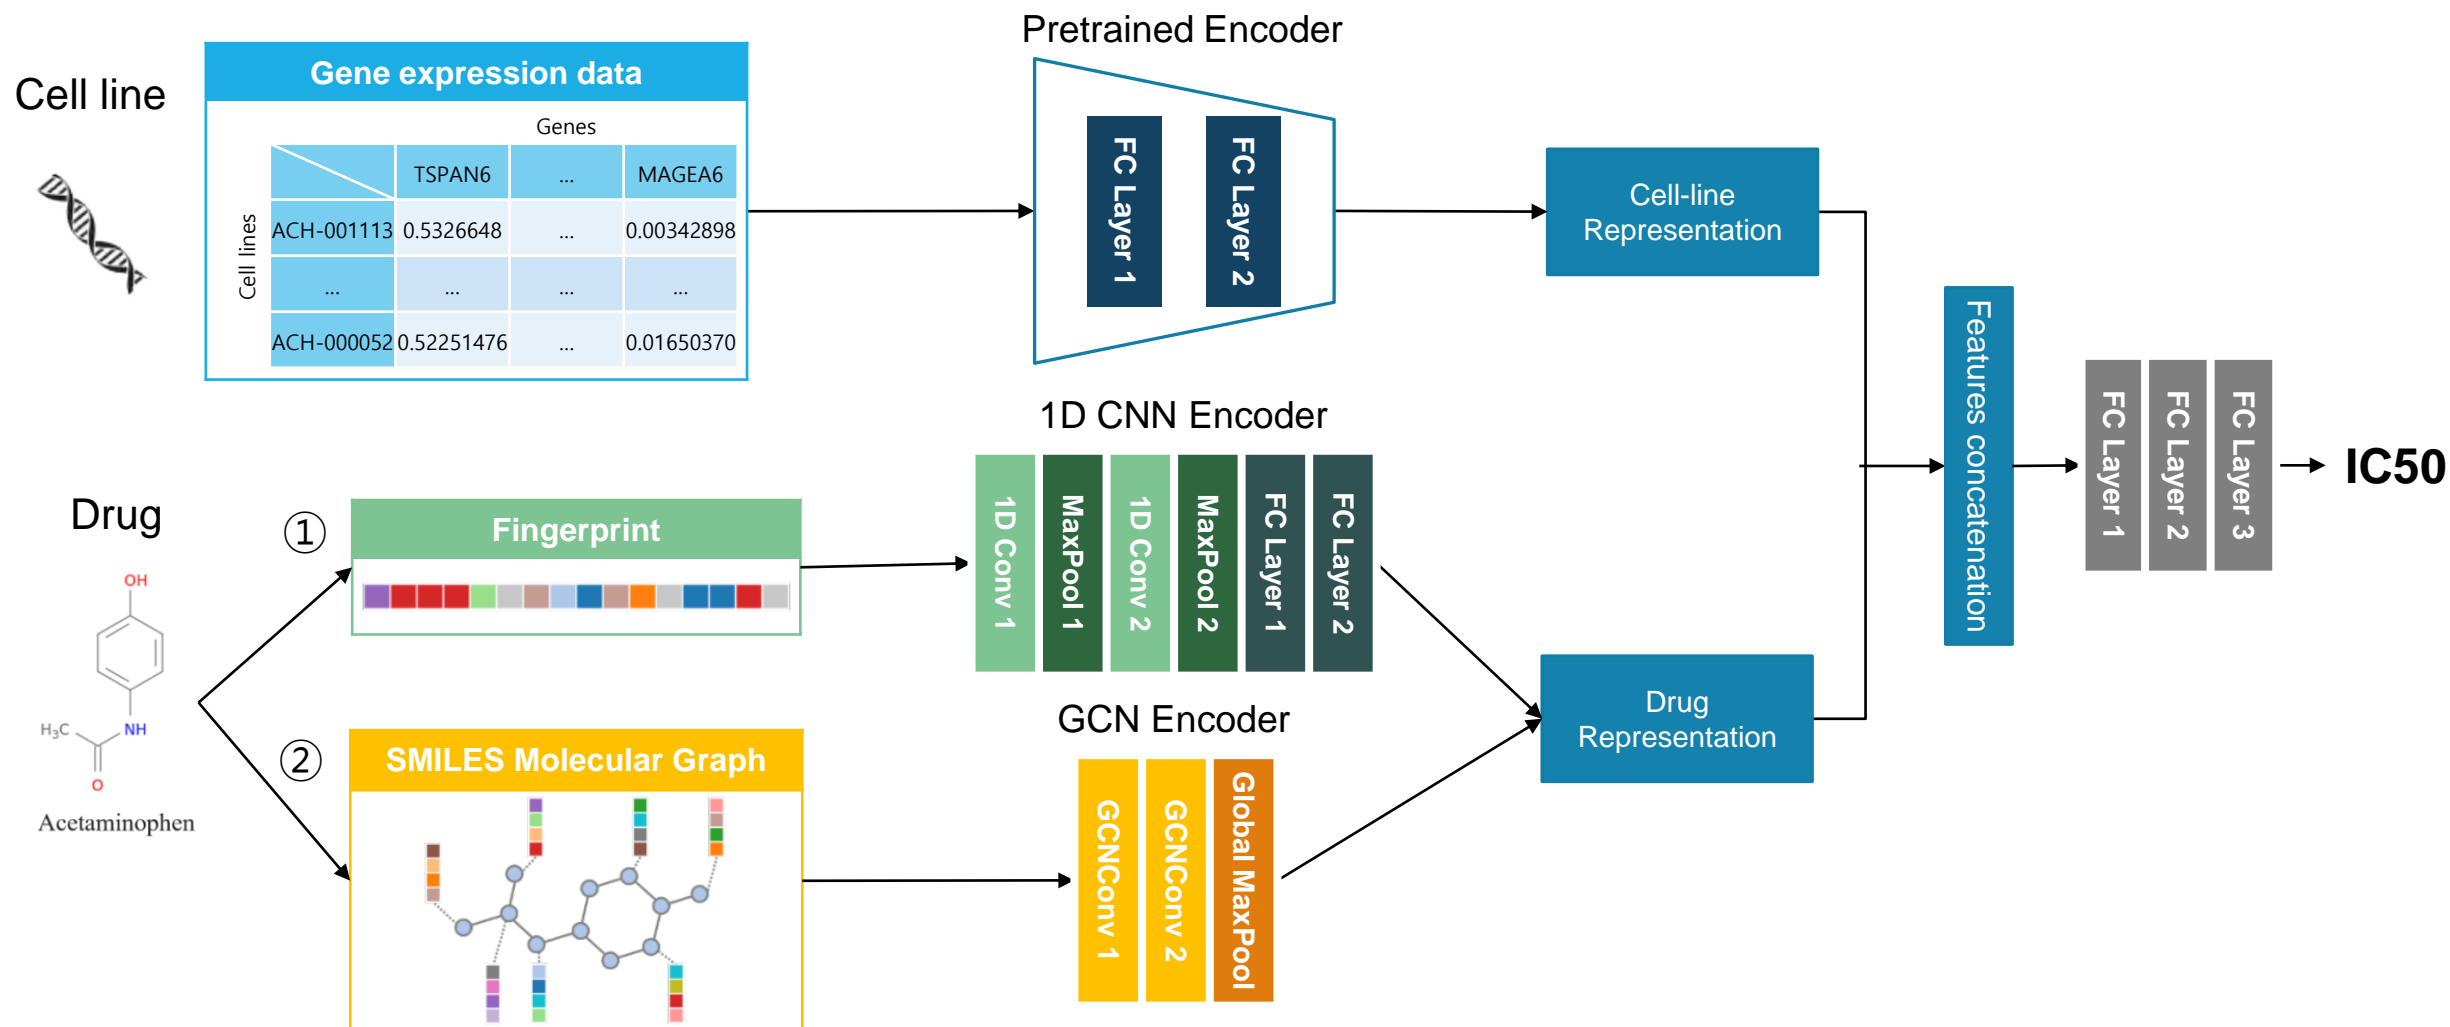 Pretrained Encoder
Cell line
Gene expression data
Genes
Cell lines
TSPAN6 ... MAGEA6
ACH-001113 0.5326648 ... 0.00342898
... ... ... ...
ACH-000052 0.52251476 ... 0.01650370
FC Layer 1
FC Layer 2
Cell-line
Representation
1D CNN Encoder
Drug
①
Fingerprint
1D Conv 1
MaxPool 1
1D Conv 2
MaxPool 2
FC Layer 1
FC Layer 2
OH
NH
H₃C
O
Acetaminophen
②
SMILES Molecular Graph
GCN Encoder
GCNConv 1
GCNConv 2
Global MaxPool
Drug
Representation
Features concatenation
FC Layer 1
FC Layer 2
FC Layer 3
IC50